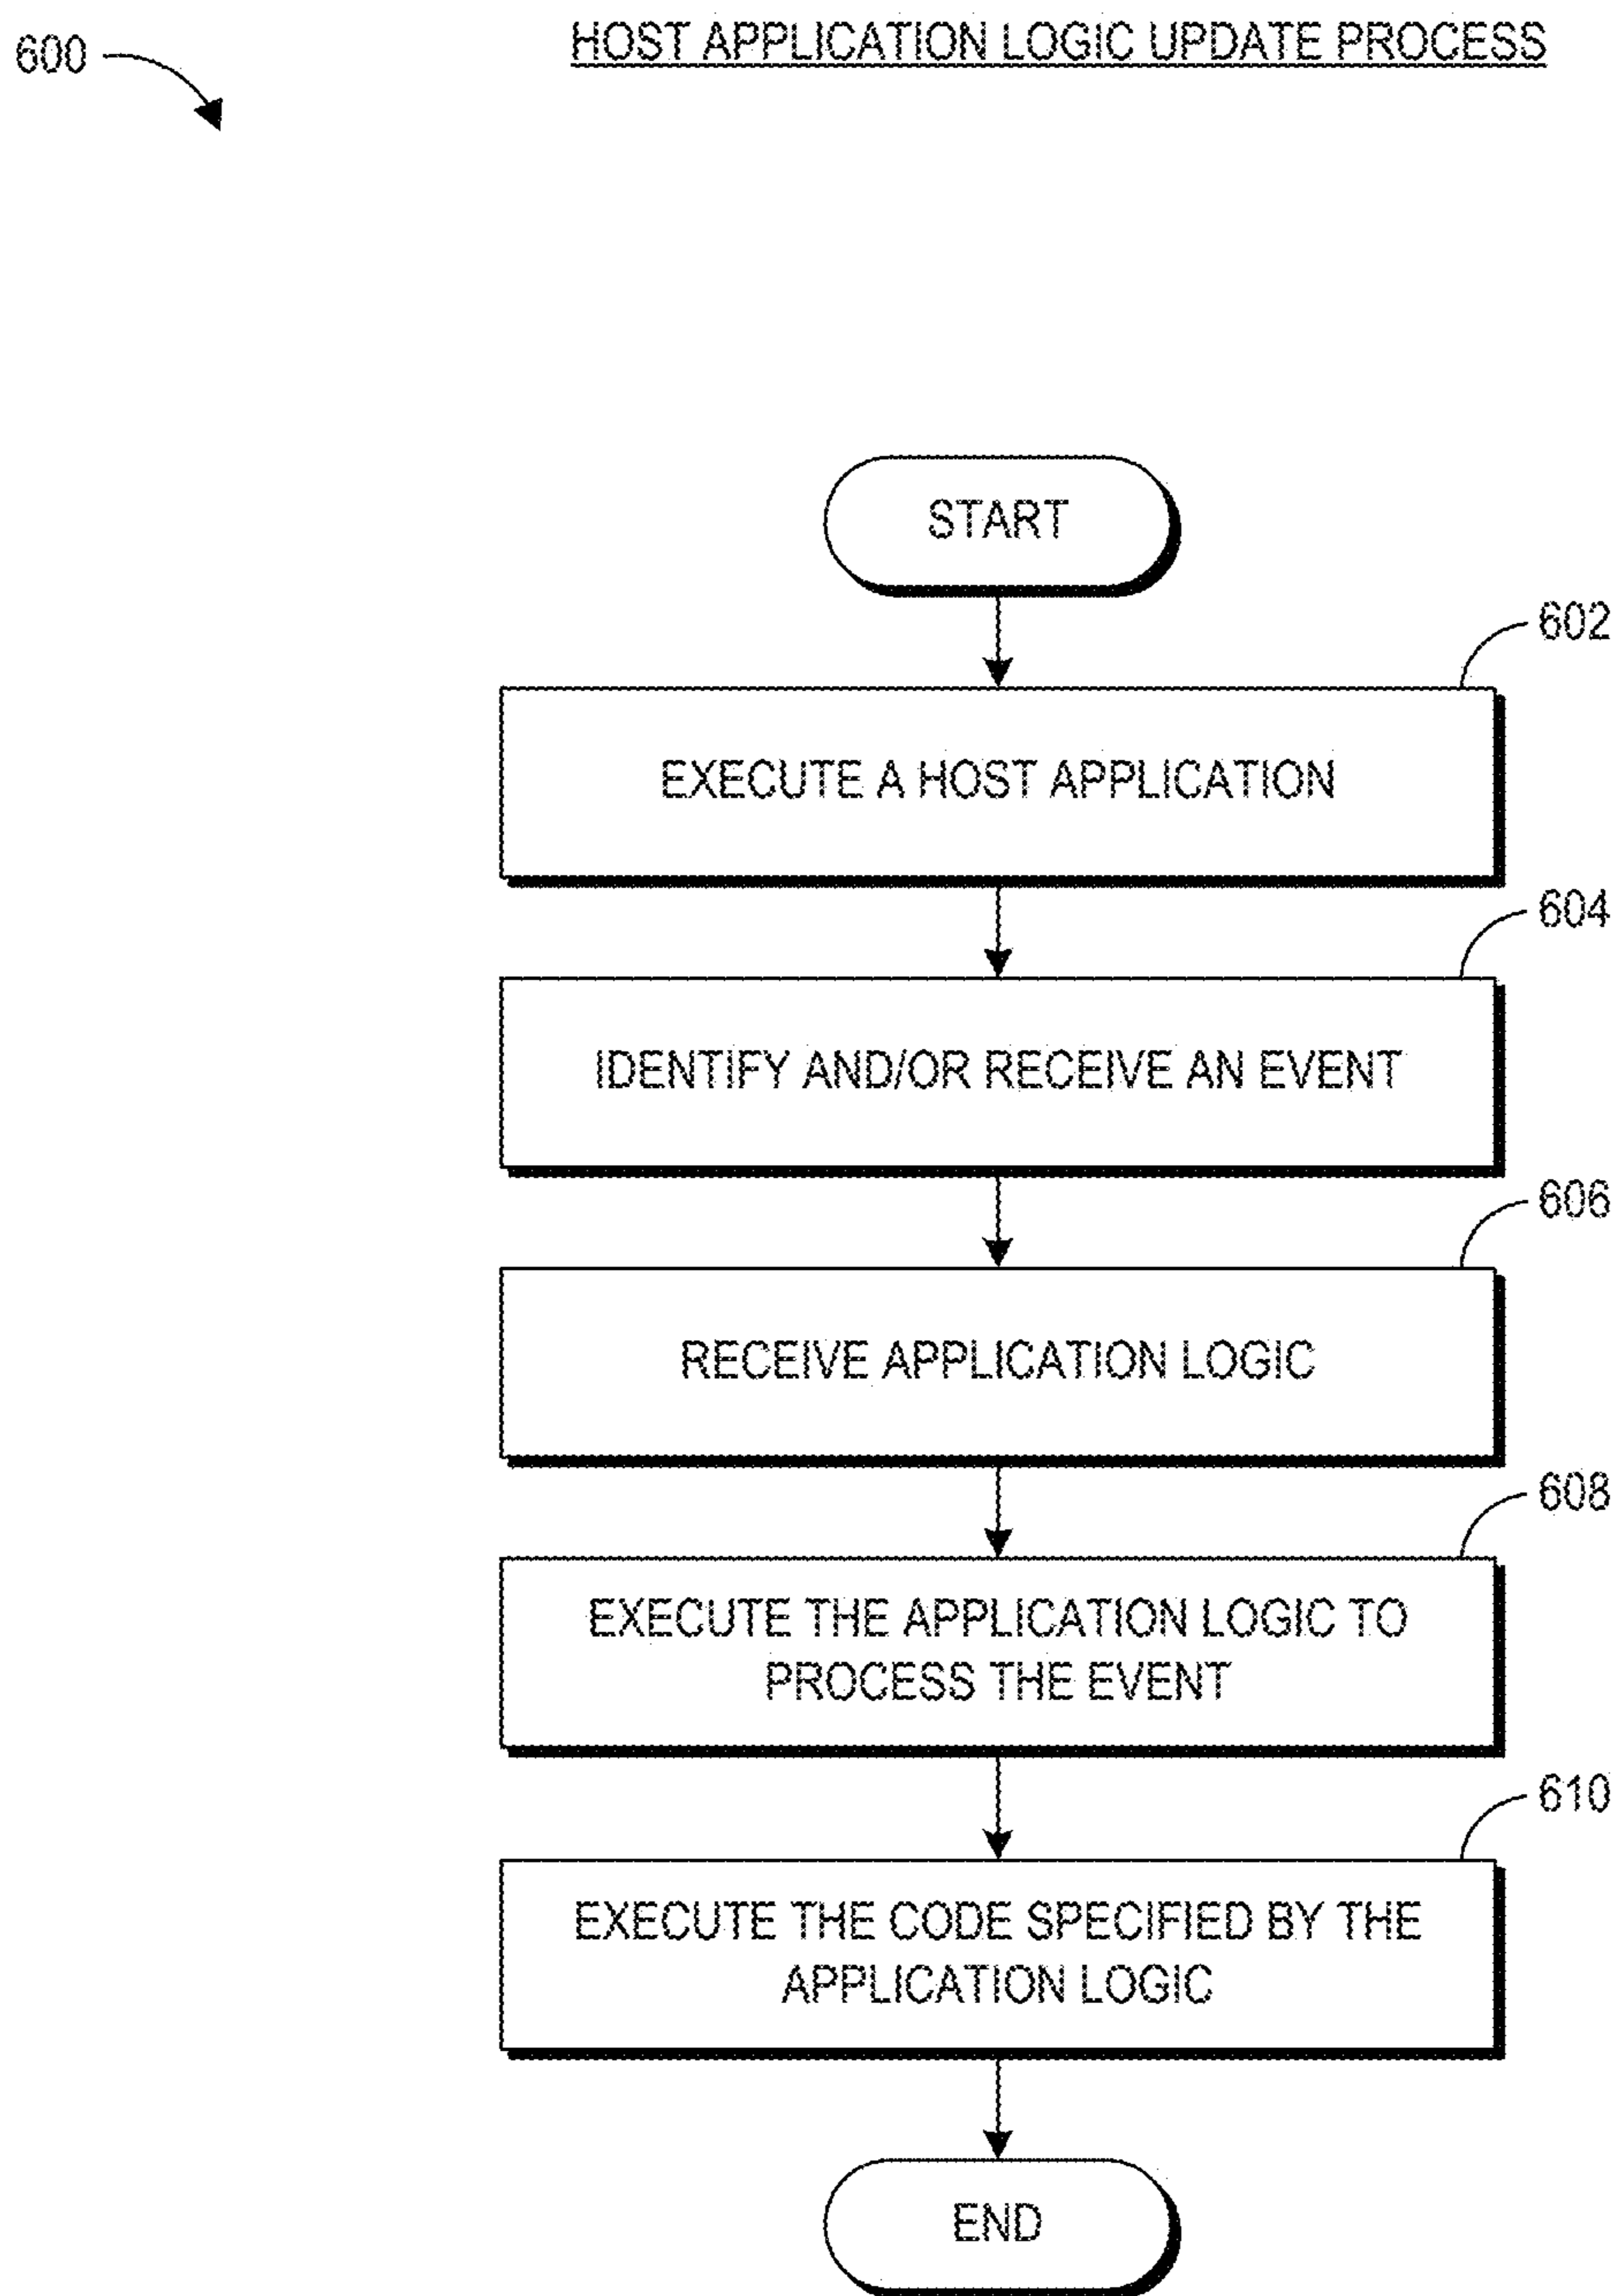 600
HOST APPLICATION LOGIC UPDATE PROCESS
START
602
EXECUTE A HOST APPLICATION
604
IDENTIFY AND/OR RECEIVE AN EVENT
606
RECEIVE APPLICATION LOGIC
608
EXECUTE THE APPLICATION LOGIC TO
PROCESS THE EVENT
610
EXECUTE THE CODE SPECIFIED BY THE
APPLICATION LOGIC
END